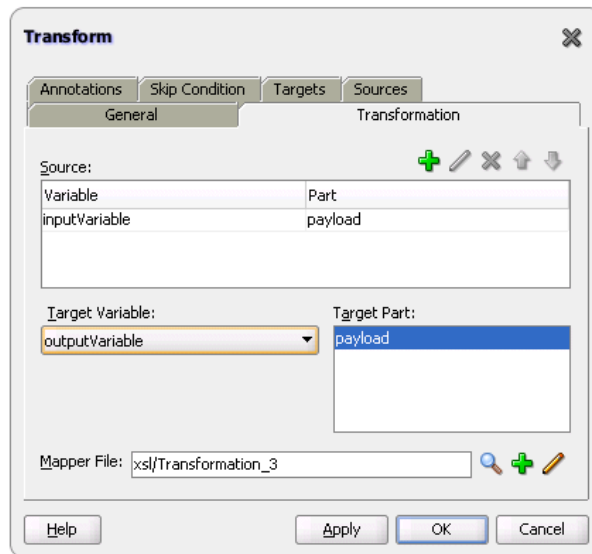 Transform
Annotations Skip Condition Targets Sources
General Transformation
Source:
Variable Part
inputVariable payload
Target Variable: Target Part:
outputVariable payload
Mapper File: xsl/Transformation_3
Help Apply OK Cancel